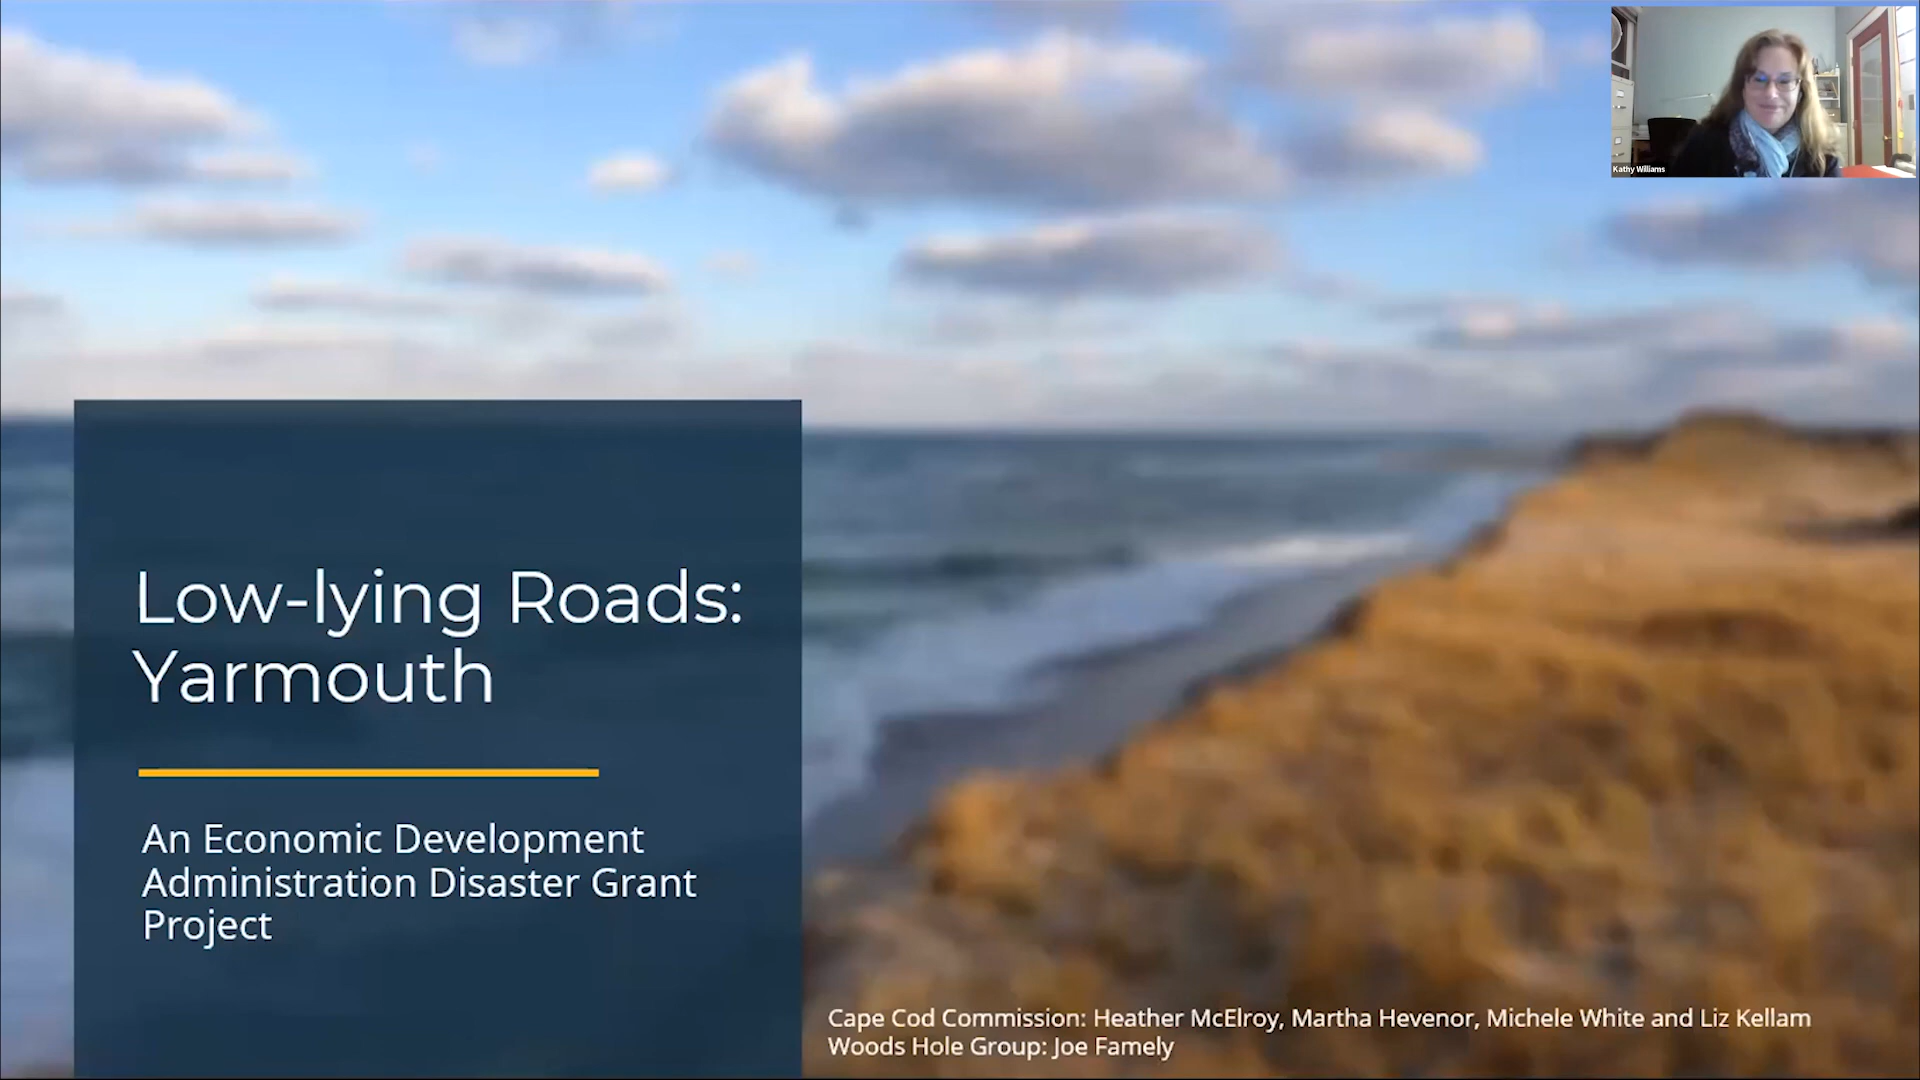 Kathy Williams
Low-lying Roads:
Yarmouth
An Economic Development
Administration Disaster Grant
Project
Cape Cod Commission: Heather McElroy, Martha Hevenor, Michele White and Liz Kellam
Woods Hole Group: Joe Famely